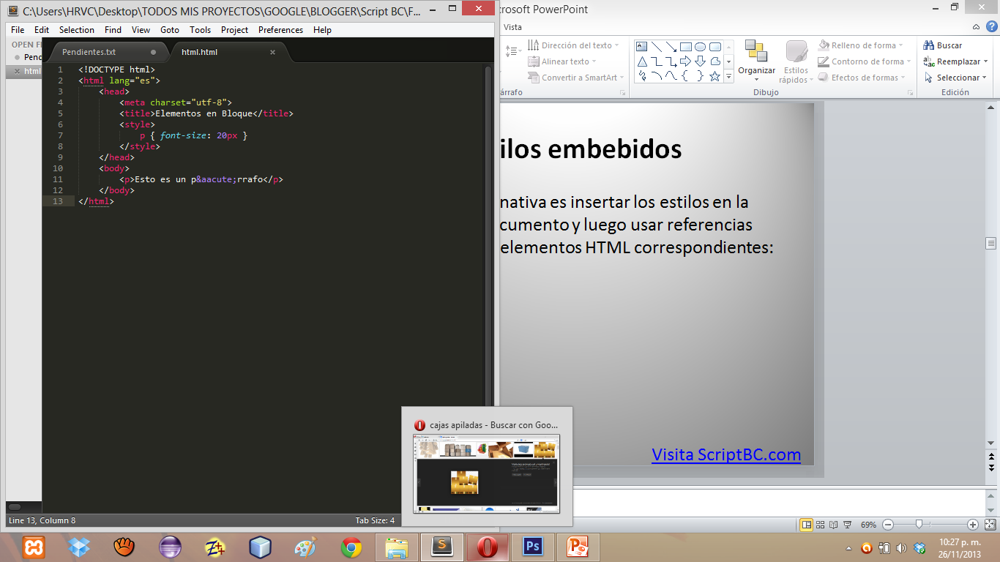 C:\Users\HRVC\Desktop\TODOS MIS PROYECTOS\GOOGLE\BLOGGER\Script BC\F...
File Edit Selection Find View Goto Tools Project Preferences Help
OPEN FI
Pend
html
Pendientes.txt
html.html
1 <!DOCTYPE html>
2 <html lang="es">
3 <head>
4 <meta charset="utf-8">
5 <title>Elementos en Bloque</title>
6 <style>
7 p { font-size: 20px }
8 </style>
9 </head>
10 <body>
11 <p>Esto es un p&aacute;rrafo</p>
12 </body>
13 </html>
Line 13, Column 8
Tab Size: 4
crosoft PowerPoint
Vista
Dirección del texto
Alinear texto
Convertir a SmartArt
árrafo
Organizar
Estilos rápidos
Relleno de forma
Contorno de forma
Efectos de formas
Dibujo
Buscar
Reemplazar
Seleccionar
Edición
ilos embebidos
nativa es insertar los estilos en la
cumento y luego usar referencias
elementos HTML correspondientes:
Visita ScriptBC.com
cajas apiladas - Buscar con Goo...
69%
Ps
10:27 p. m.
26/11/2013